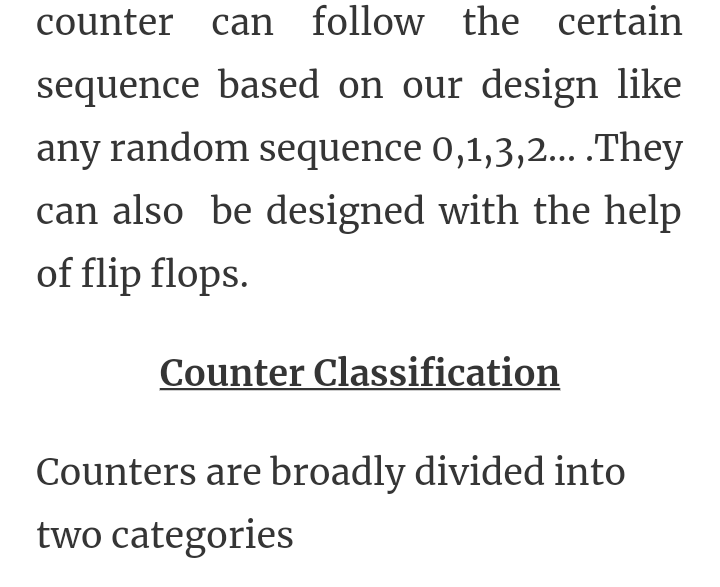 counter can follow the certain
sequence based on our design like
any random sequence 0,1,3,2... .They
can also be designed with the help
of flip flops.
Counter Classification
Counters are broadly divided into
two categories